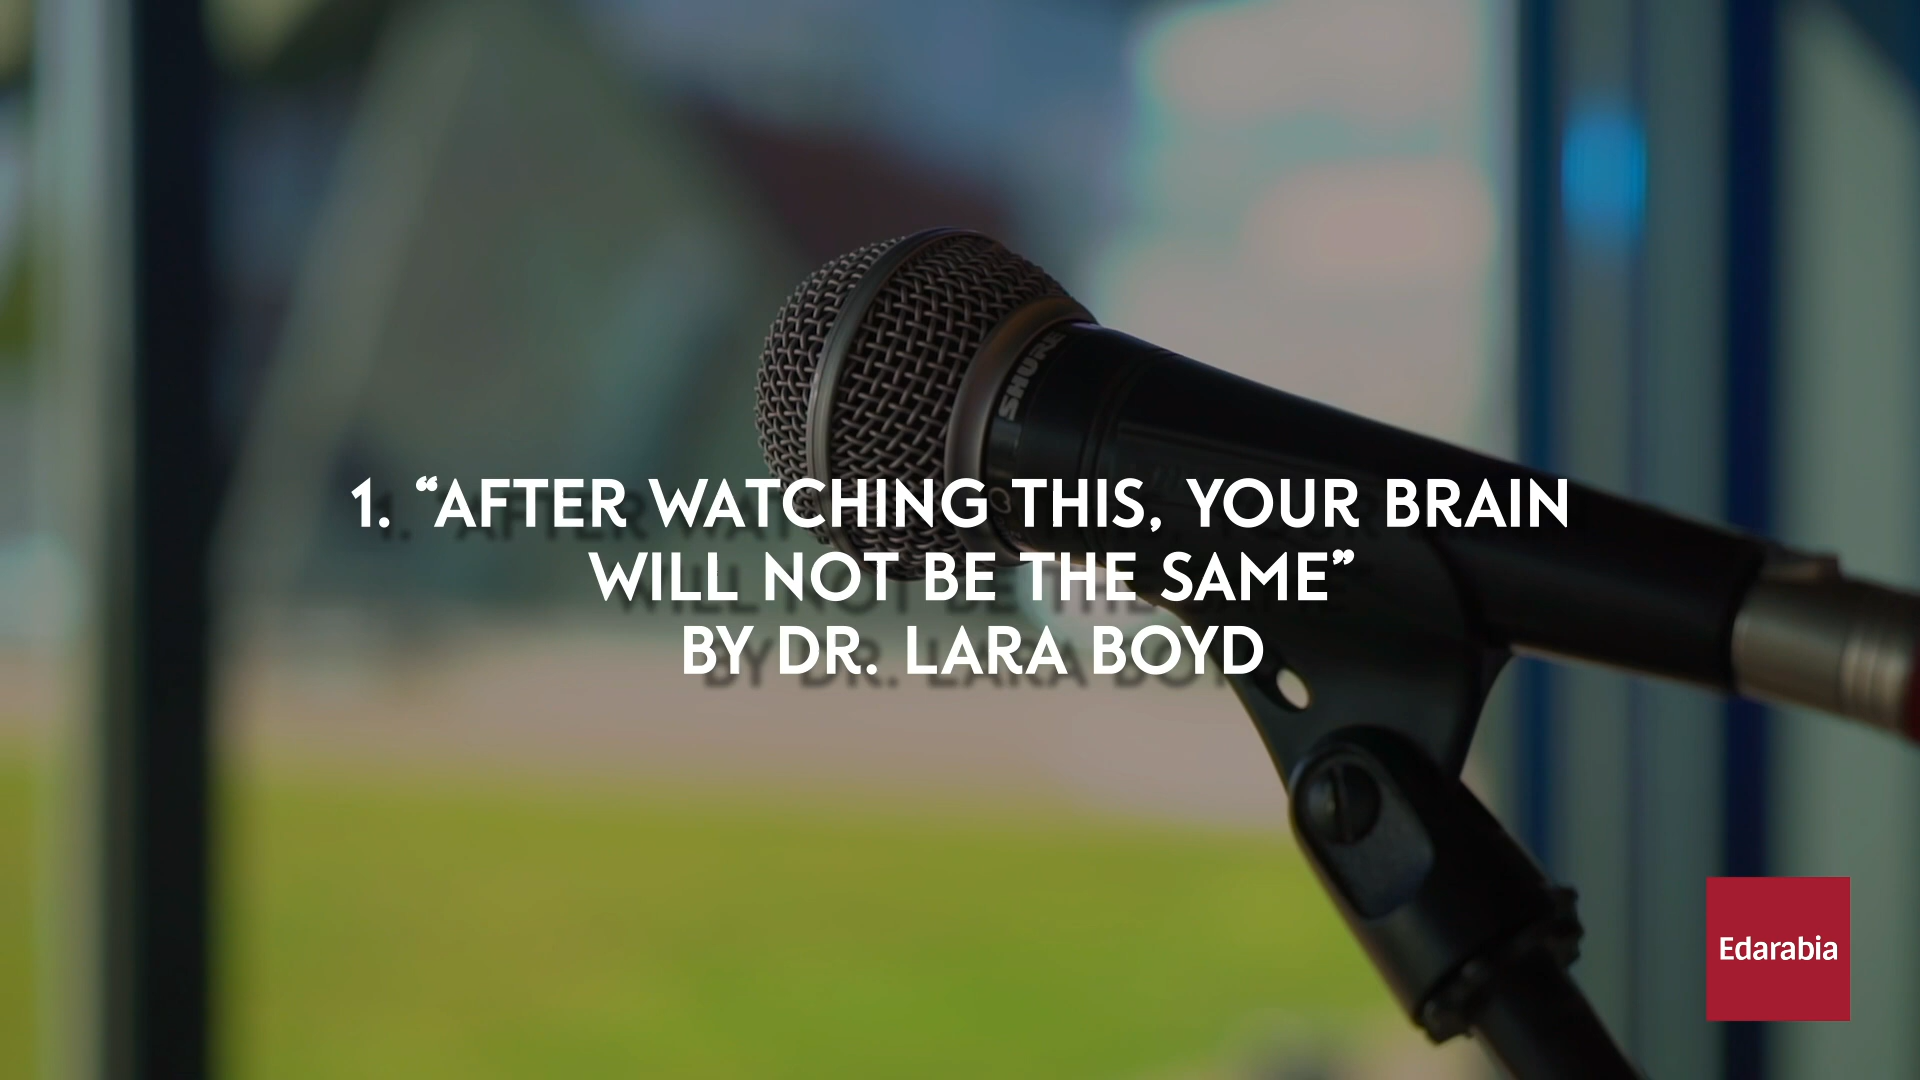 SHURE
1. “AFTER WATCHING THIS, YOUR BRAIN
WILL NOT BE THE SAME”
BY DR. LARA BOYD
Edarabia